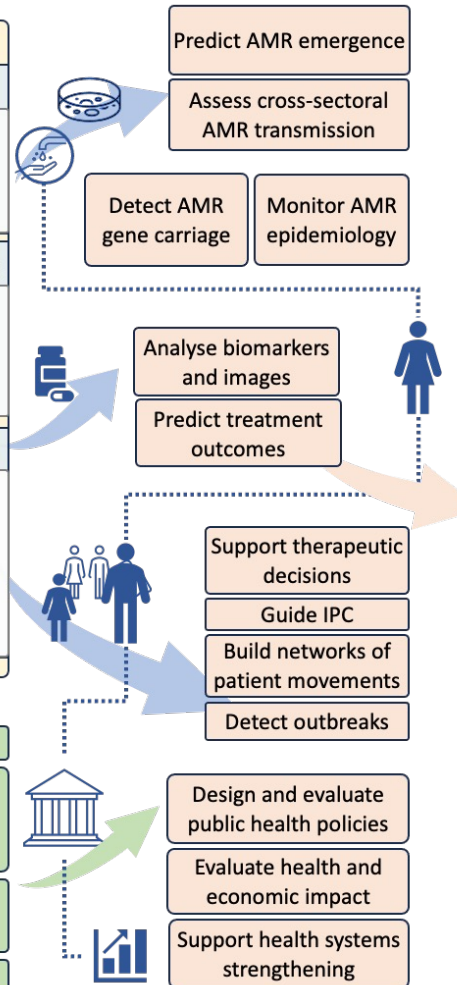 Predict AMR emergence
Assess cross-sectoral
AMR transmission
Detect AMR
gene carriage
Monitor AMR
epidemiology
Analyse biomarkers
and images
Predict treatment
outcomes
Support therapeutic
decisions
Guide IPC
Build networks of
patient movements
Detect outbreaks
Design and evaluate
public health policies
Evaluate health and
economic impact
Support health systems
strengthening